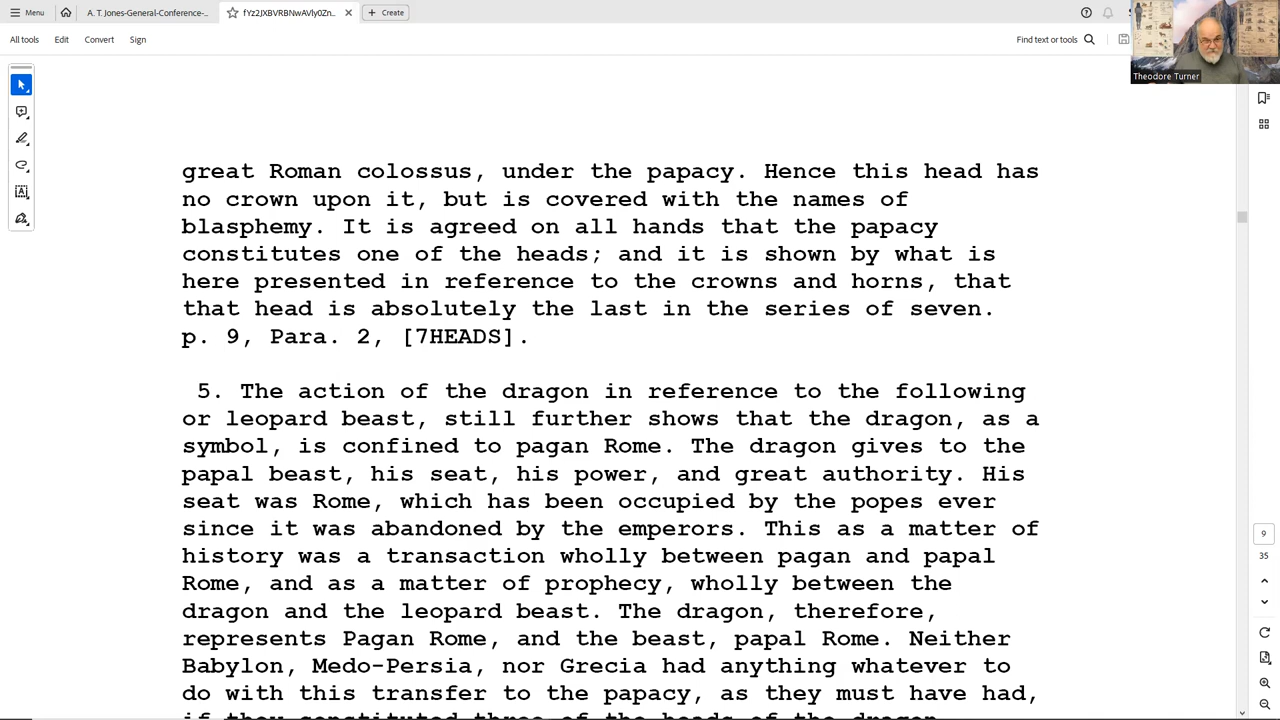 Menu
A. T. Jones-General-Conference-...
fYz2JXBVRBNwAVly0Zn...
Create
All tools
Edit
Convert
Sign
Find text or tools
Theodore Turner
great Roman colossus, under the papacy. Hence this head has
no crown upon it, but is covered with the names of
blasphemy. It is agreed on all hands that the papacy
constitutes one of the heads; and it is shown by what is
here presented in reference to the crowns and horns, that
that head is absolutely the last in the series of seven.
p. 9, Para. 2, [7HEADS].
5. The action of the dragon in reference to the following
or leopard beast, still further shows that the dragon, as a
symbol, is confined to pagan Rome. The dragon gives to the
papal beast, his seat, his power, and great authority. His
seat was Rome, which has been occupied by the popes ever
since it was abandoned by the emperors. This as a matter of
history was a transaction wholly between pagan and papal
Rome, and as a matter of prophecy, wholly between the
dragon and the leopard beast. The dragon, therefore,
represents Pagan Rome, and the beast, papal Rome. Neither
Babylon, Medo-Persia, nor Grecia had anything whatever to
do with this transfer to the papacy, as they must have had,
if they constituted three of the heads of the dragon
9
35